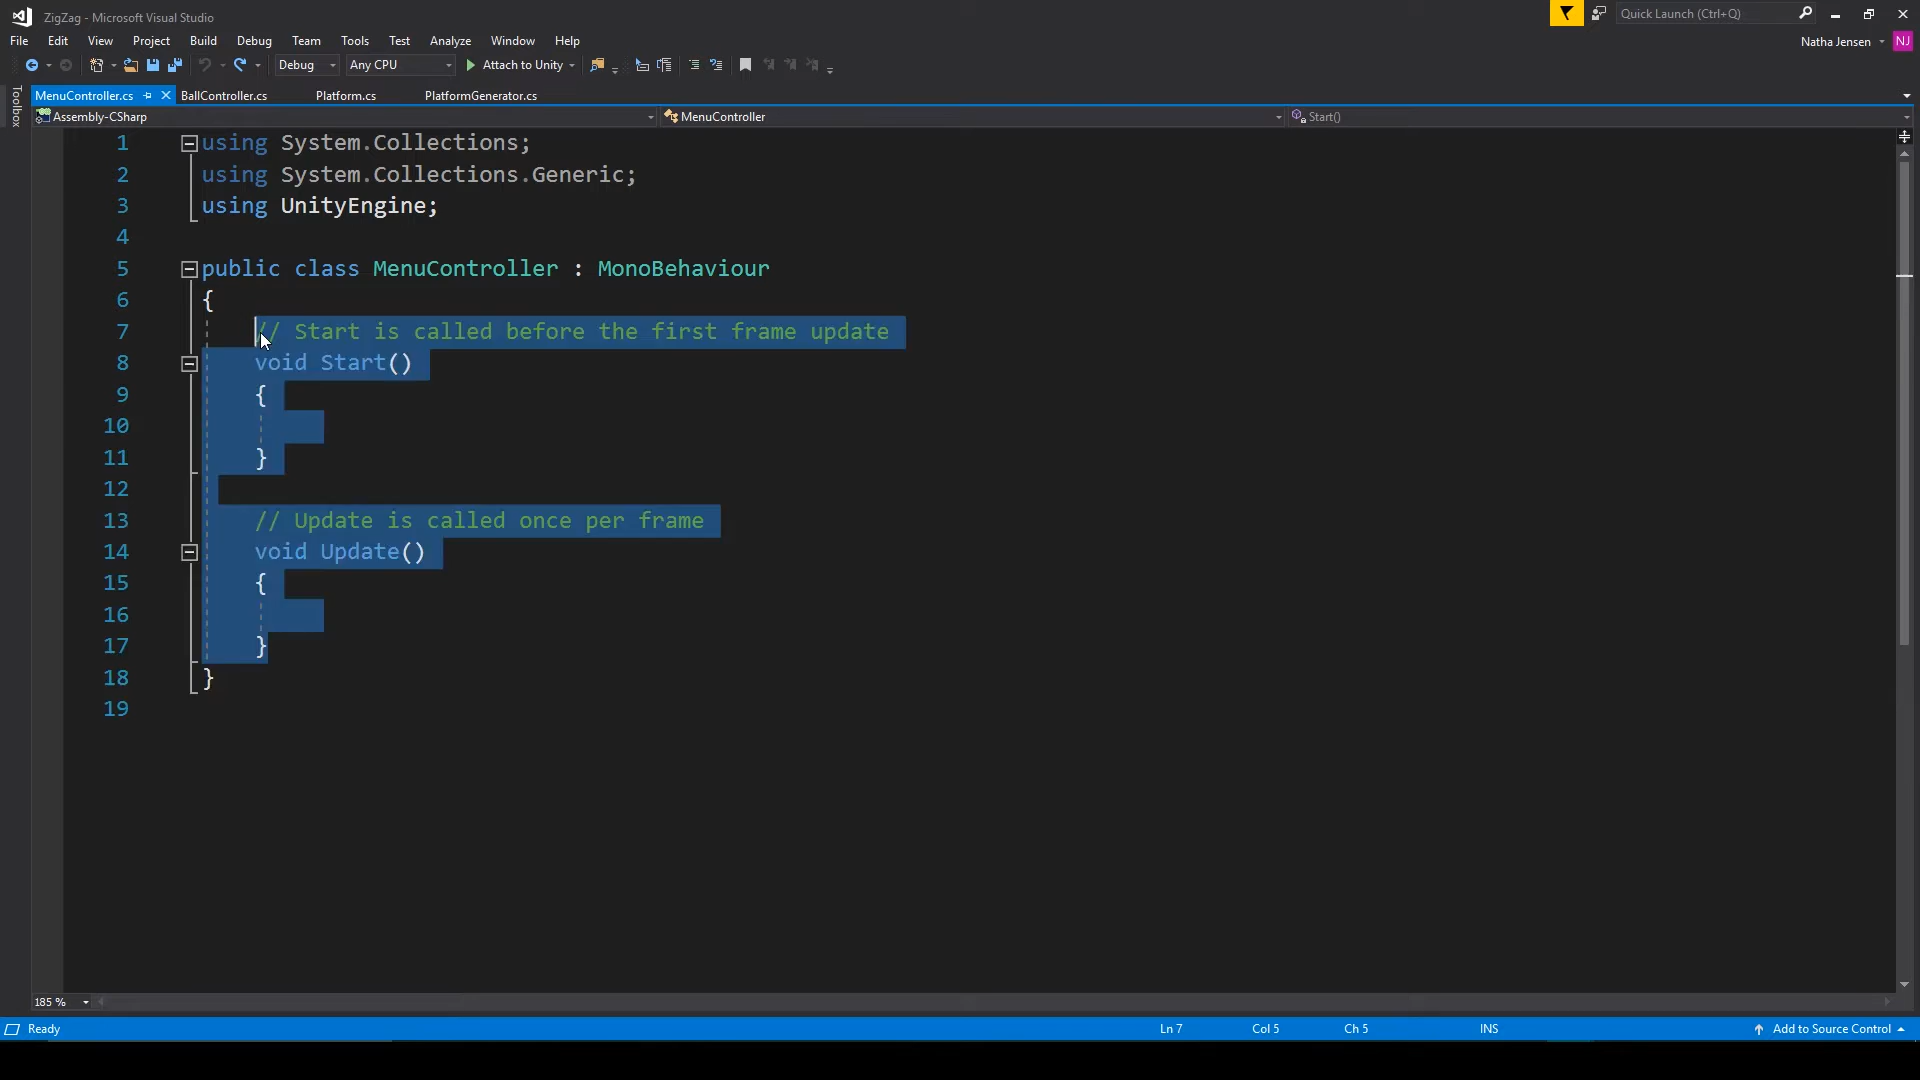 ZigZag - Microsoft Visual Studio
Quick Launch (Ctrl+Q)
File Edit View Project Build Debug Team Tools Test Analyze Window Help
Natha Jensen NJ
Debug Any CPU Attach to Unity
Toolbox
MenuController.cs BallController.cs Platform.cs PlatformGenerator.cs
Assembly-CSharp MenuController Start()
1 using System.Collections;
2 using System.Collections.Generic;
3 using UnityEngine;
4
5 public class MenuController : MonoBehaviour
6 {
7 // Start is called before the first frame update
8 void Start()
9 {
10
11 }
12
13 // Update is called once per frame
14 void Update()
15 {
16
17 }
18 }
19
185 %
Ready Ln 7 Col 5 Ch 5 INS Add to Source Control